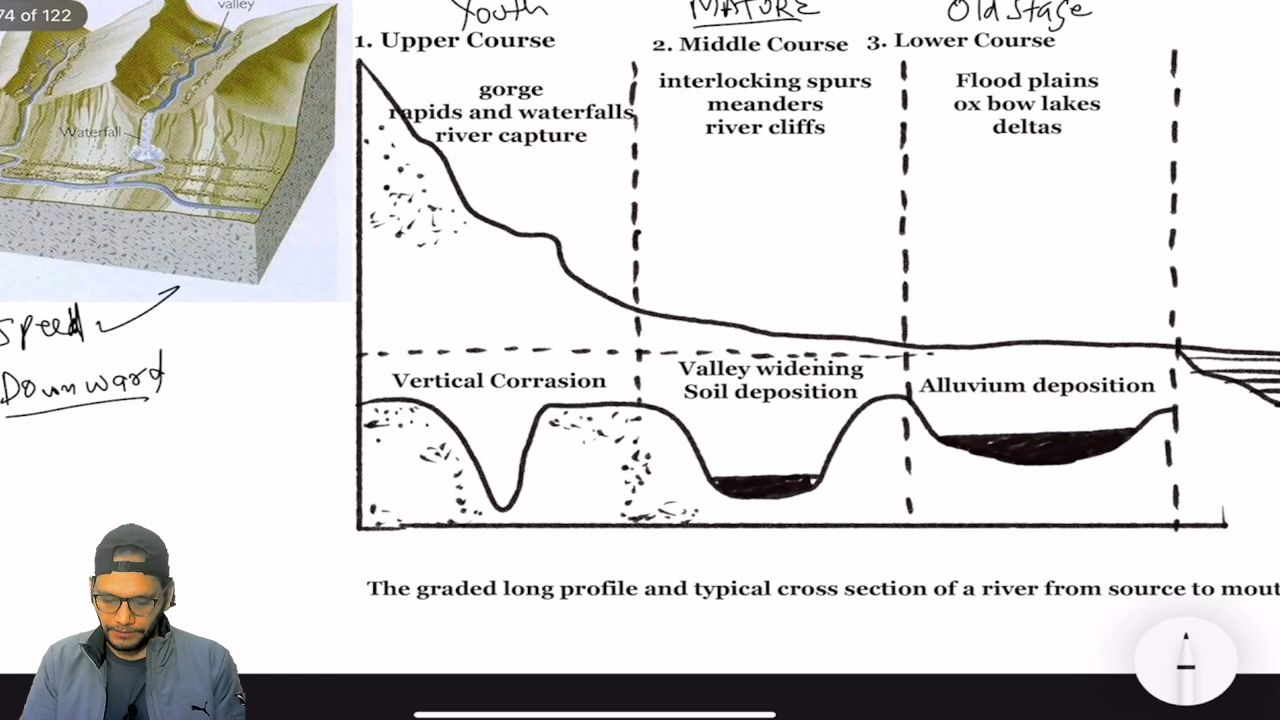 74 of 122
valley
Waterfall
Speed
Downward
Youth
MATURE
Old Stage
1. Upper Course
2. Middle Course
3. Lower Course
gorge
rapids and waterfalls
river capture
interlocking spurs
meanders
river cliffs
Flood plains
ox bow lakes
deltas
Vertical Corrasion
Valley widening
Soil deposition
Alluvium deposition
The graded long profile and typical cross section of a river from source to mout